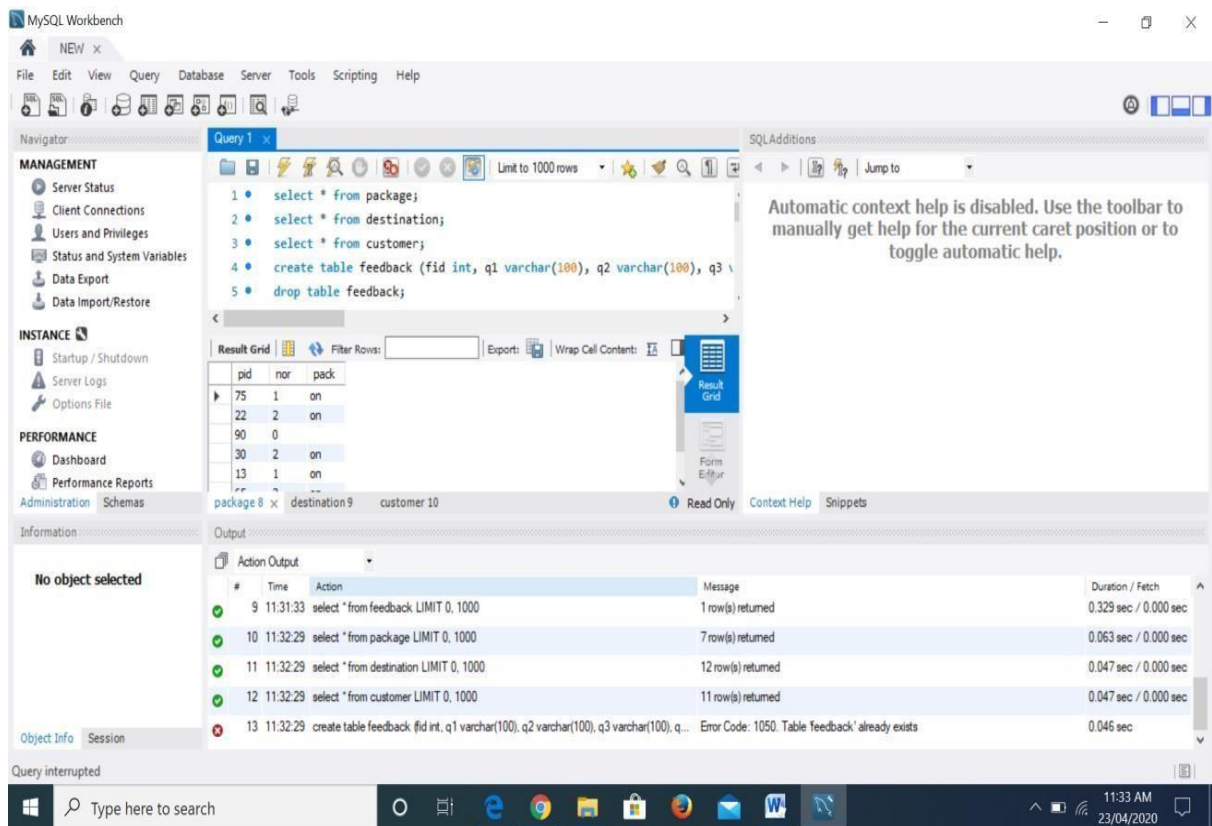 MySQL Workbench
NEW ×
File Edit View Query Database Server Tools Scripting Help
Navigator
MANAGEMENT
Server Status
Client Connections
Users and Privileges
Status and System Variables
Data Export
Data Import/Restore
INSTANCE
Startup / Shutdown
Server Logs
Options File
PERFORMANCE
Dashboard
Performance Reports
Administration Schemas
Query 1 ×
Limit to 1000 rows
1 select * from package;
2 select * from destination;
3 select * from customer;
4 create table feedback (fid int, q1 varchar(100), q2 varchar(100), q3
5 drop table feedback;
Result Grid Filter Rows: Export: Wrap Cell Content:
pid nor pack
75 1 on
22 2 on
90 0
30 2 on
13 1 on
Result Grid
Form Editor
package 8 × destination 9 customer 10 Read Only
SQLAdditions
Jump to
Automatic context help is disabled. Use the toolbar to
manually get help for the current caret position or to
toggle automatic help.
Context Help Snippets
Information
No object selected
Object Info Session
Output
Action Output
# Time Action Message Duration / Fetch
9 11:31:33 select * from feedback LIMIT 0, 1000 1 row(s) returned 0.329 sec / 0.000 sec
10 11:32:29 select * from package LIMIT 0, 1000 7 row(s) returned 0.063 sec / 0.000 sec
11 11:32:29 select * from destination LIMIT 0, 1000 12 row(s) returned 0.047 sec / 0.000 sec
12 11:32:29 select * from customer LIMIT 0, 1000 11 row(s) returned 0.047 sec / 0.000 sec
13 11:32:29 create table feedback (fid int, q1 varchar(100), q2 varchar(100), q3 varchar(100), q... Error Code: 1050. Table 'feedback' already exists 0.046 sec
Query interrupted
Type here to search
11:33 AM
23/04/2020